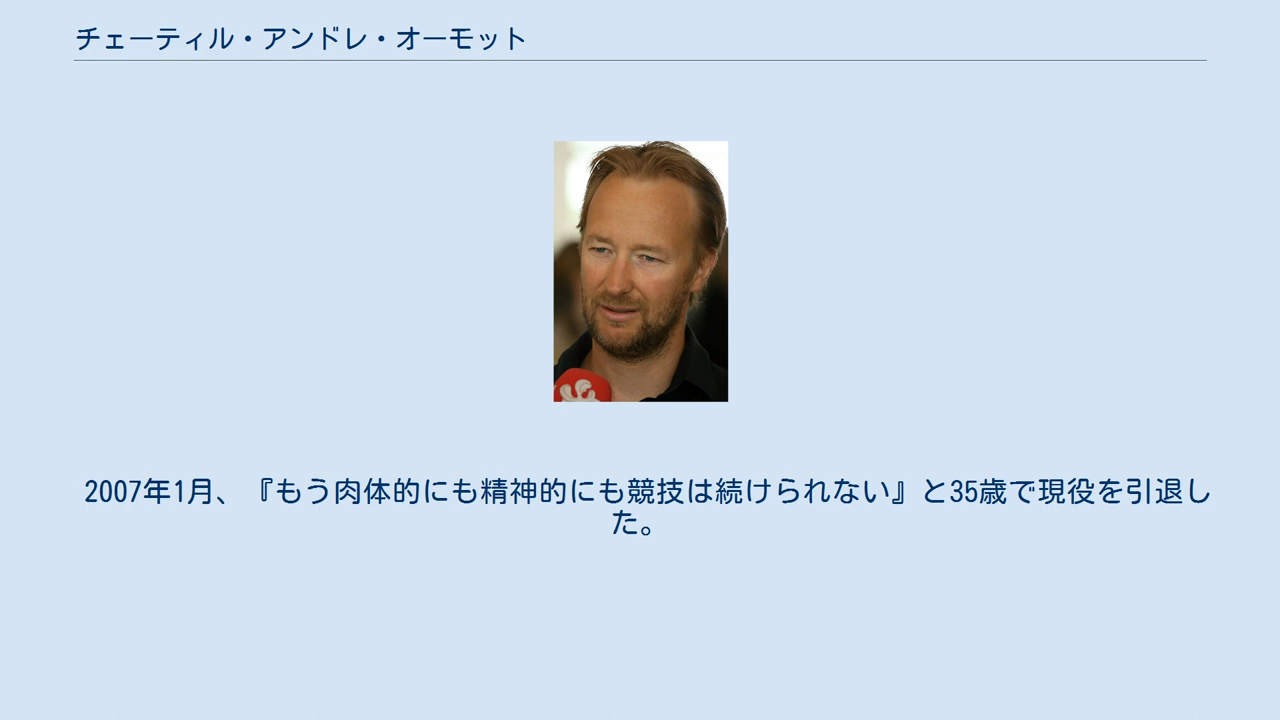 チェーティル・アンドレ・オーモット
2007年1月、『もう肉体的にも精神的にも競技は続けられない』と35歳で現役を引退し
た。